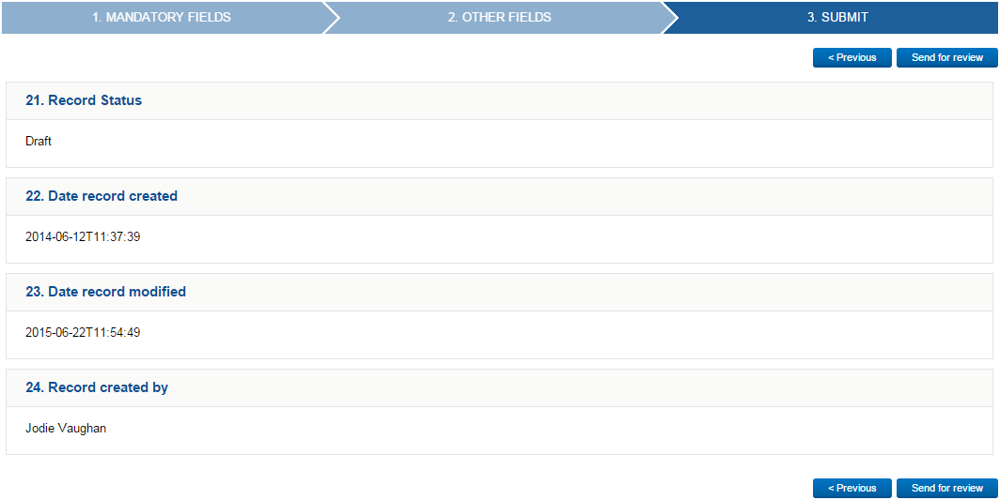 1. MANDATORY FIELDS 2. OTHER FIELDS 3. SUBMIT
< Previous Send for review
21. Record Status
Draft
22. Date record created
2014-06-12T11:37:39
23. Date record modified
2015-06-22T11:54:49
24. Record created by
Jodie Vaughan
< Previous Send for review